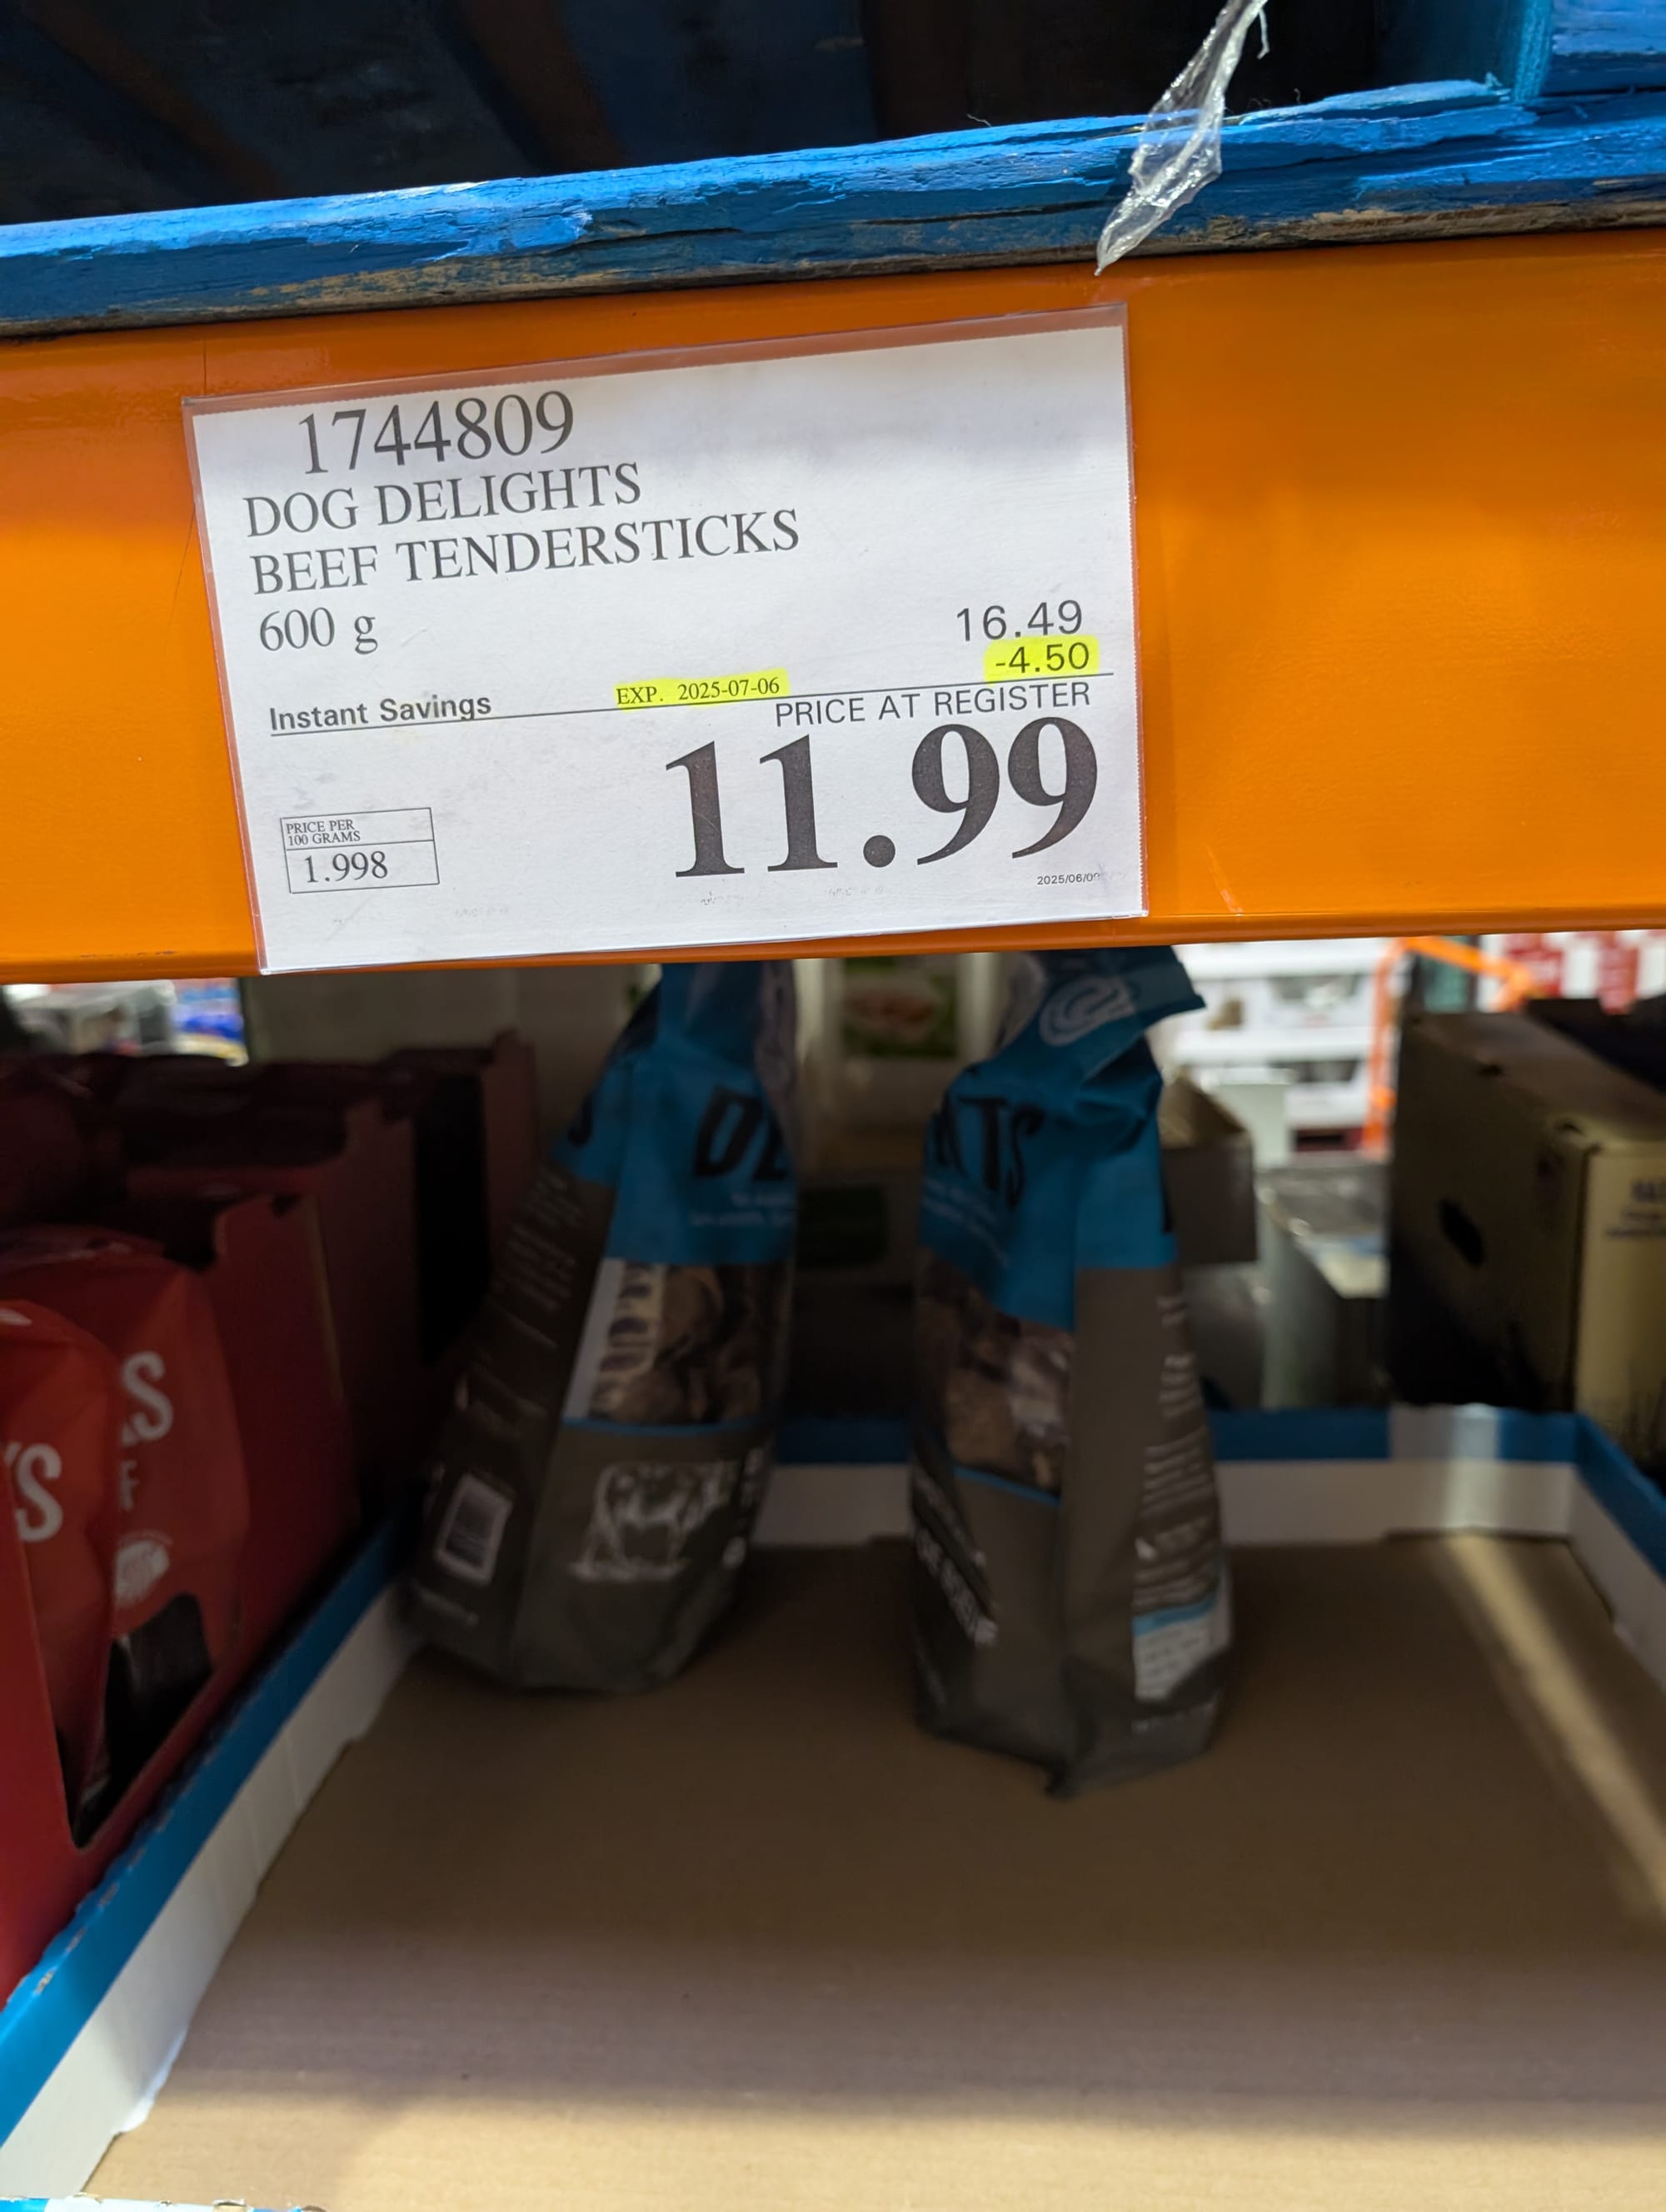 1744809
DOG DELIGHTS
BEEF TENDERSTICKS
600 g
16.49
-4.50
Instant Savings
EXP. 2025-07-06
PRICE AT REGISTER
11.99
PRICE PER
100 GRAMS
1.998